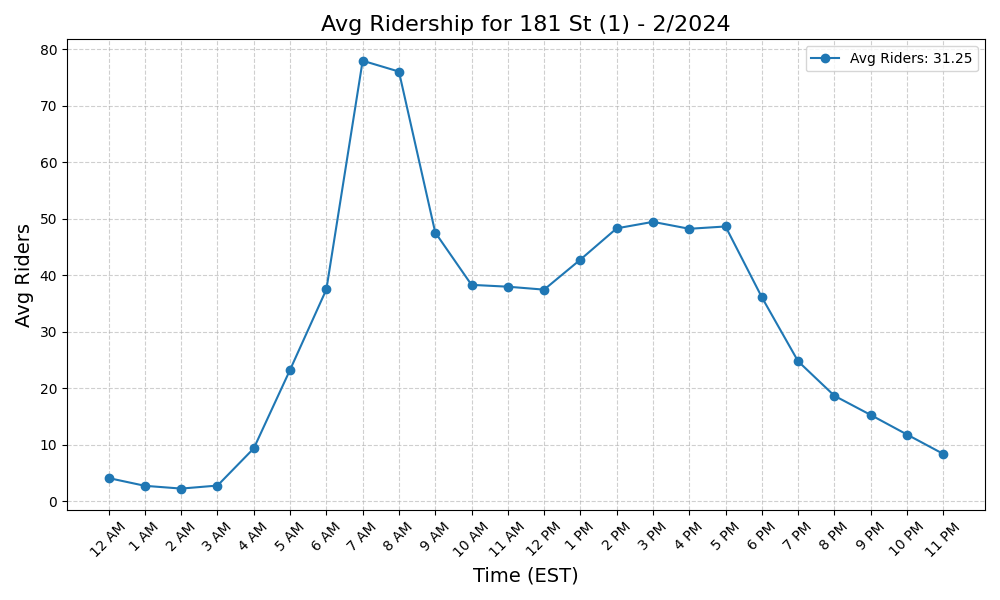 Avg Ridership for 181 St (1) - 2/2024
Avg Riders: 31.25
Avg Riders
80
70
60
50
40
30
20
10
0
12 AM
1 AM
2 AM
3 AM
4 AM
5 AM
6 AM
7 AM
8 AM
9 AM
10 AM
11 AM
12 PM
1 PM
2 PM
3 PM
4 PM
5 PM
6 PM
7 PM
8 PM
9 PM
10 PM
11 PM
Time (EST)